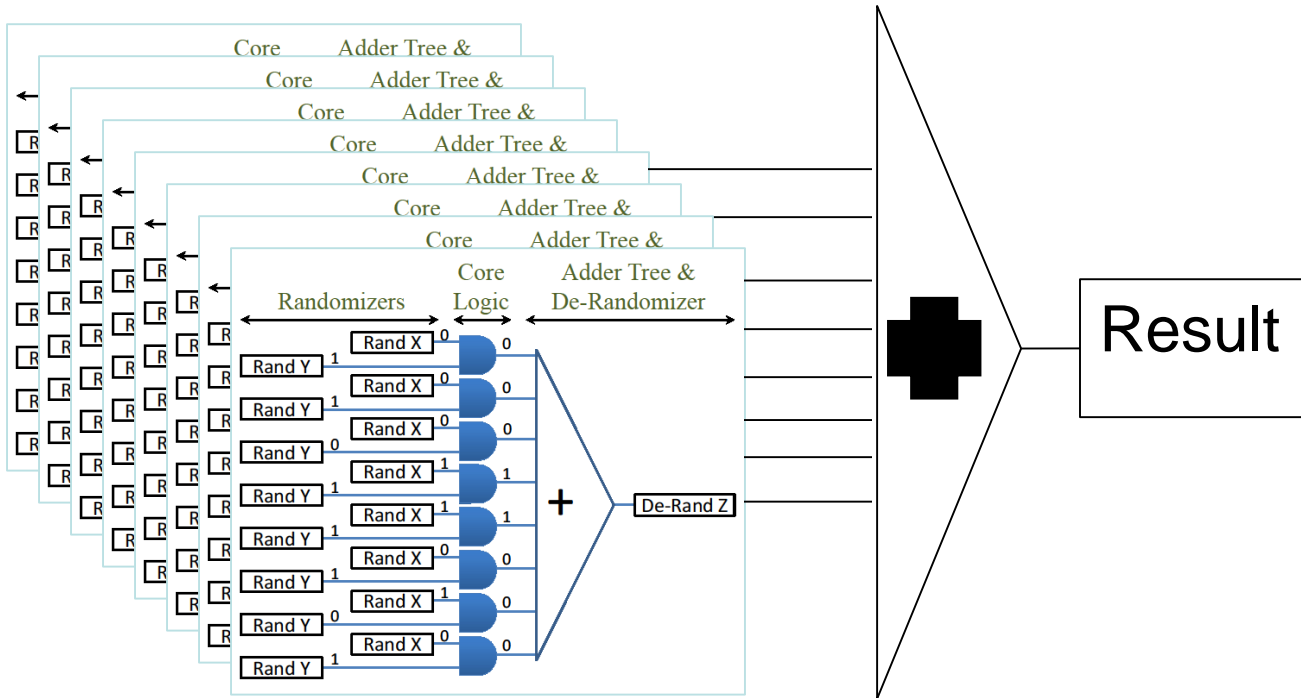 Core Adder Tree &
Core Adder Tree &
Core Adder Tree &
Core Adder Tree &
Core Adder Tree &
Core Adder Tree &
Core Adder Tree &
Core Adder Tree &
Randomizers Logic De-Randomizer
Rand X 0 0
Rand Y 1
Rand X 0 0
Rand Y 1
Rand X 0 0
Rand Y 0
Rand X 1 1
Rand Y 1
Rand X 1 1
Rand Y 1
Rand X 0 0
Rand Y 1
Rand X 1 0
Rand Y 0
Rand X 0 0
Rand Y 1
+
De-Rand Z
Result